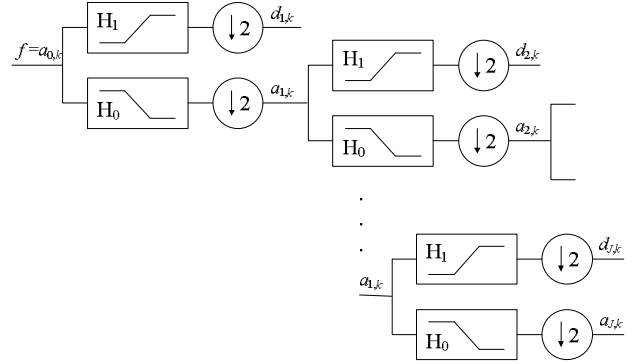 H1 ↓2 d1,k
f=a0,k
H0 ↓2 a1,k
H1 ↓2 d2,k
H0 ↓2 a2,k
.
.
.
H1 ↓2 dJ,k
a1,k
H0 ↓2 aJ,k